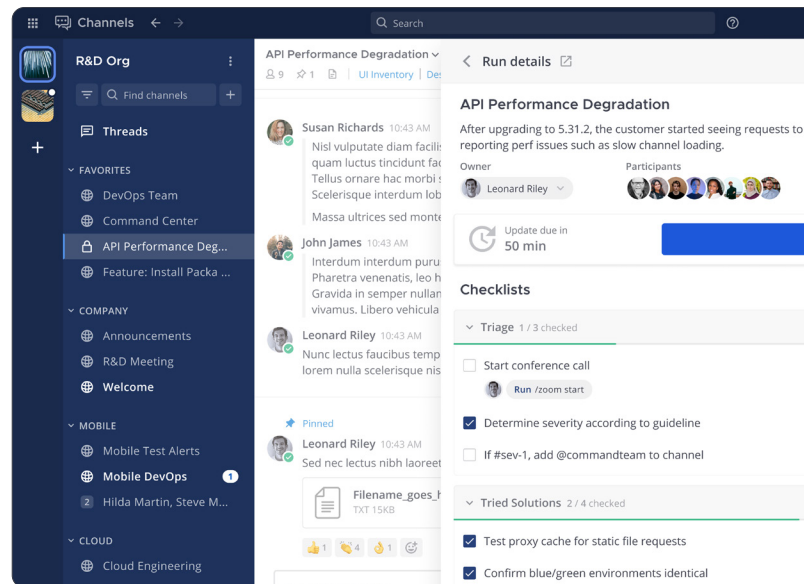 Channels
Search
R&D Org
Find channels
Threads
FAVORITES
DevOps Team
Command Center
API Performance Deg...
Feature: Install Packa ...
COMPANY
Announcements
R&D Meeting
Welcome
MOBILE
Mobile Test Alerts
Mobile DevOps 1
2 Hilda Martin, Steve M...
CLOUD
Cloud Engineering
API Performance Degradation
9 1 UI Inventory | Des
Susan Richards 10:43 AM
Nisl vulputate diam facilis
quam luctus tincidunt fac
Tellus ornare hac morbi s
Scelerisque interdum lob
Massa ultrices sed monte
John James 10:43 AM
Interdum interdum puru
Pharetra venenatis, leo h
Gravida in semper nullan
vivamus. Libero vehicula
Leonard Riley 10:43 AM
Nunc lectus faucibus temp
lorem nulla scelerisque nis
Pinned
Leonard Riley 10:43 AM
Sed nec lectus nibh laoreet
Filename_goes_h
TXT 15KB
1 4 1
Run details
API Performance Degradation
After upgrading to 5.31.2, the customer started seeing requests to
reporting perf issues such as slow channel loading.
Owner
Participants
Leonard Riley
Update due in
50 min
Checklists
Triage 1 / 3 checked
Start conference call
Run /zoom start
Determine severity according to guideline
If #sev-1, add @commandteam to channel
Tried Solutions 2 / 4 checked
Test proxy cache for static file requests
Confirm blue/green environments identical